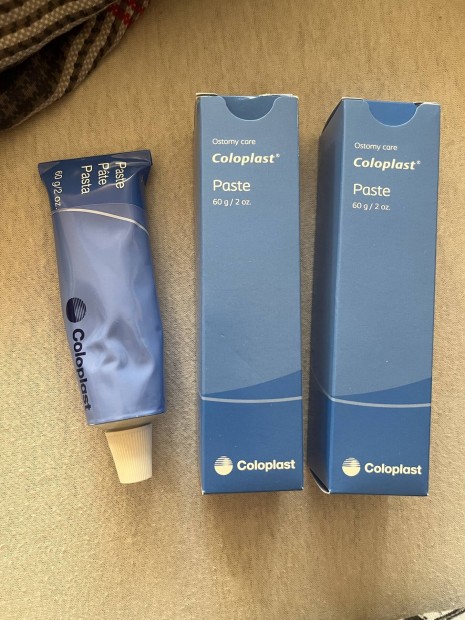 Paste
Pâte
Pasta
60 g/2 oz.
Coloplast
Ostomy care
Coloplast®
Paste
60 g / 2 oz.
Coloplast
Ostomy care
Coloplast®
Paste
60 g / 2 oz.
Coloplast